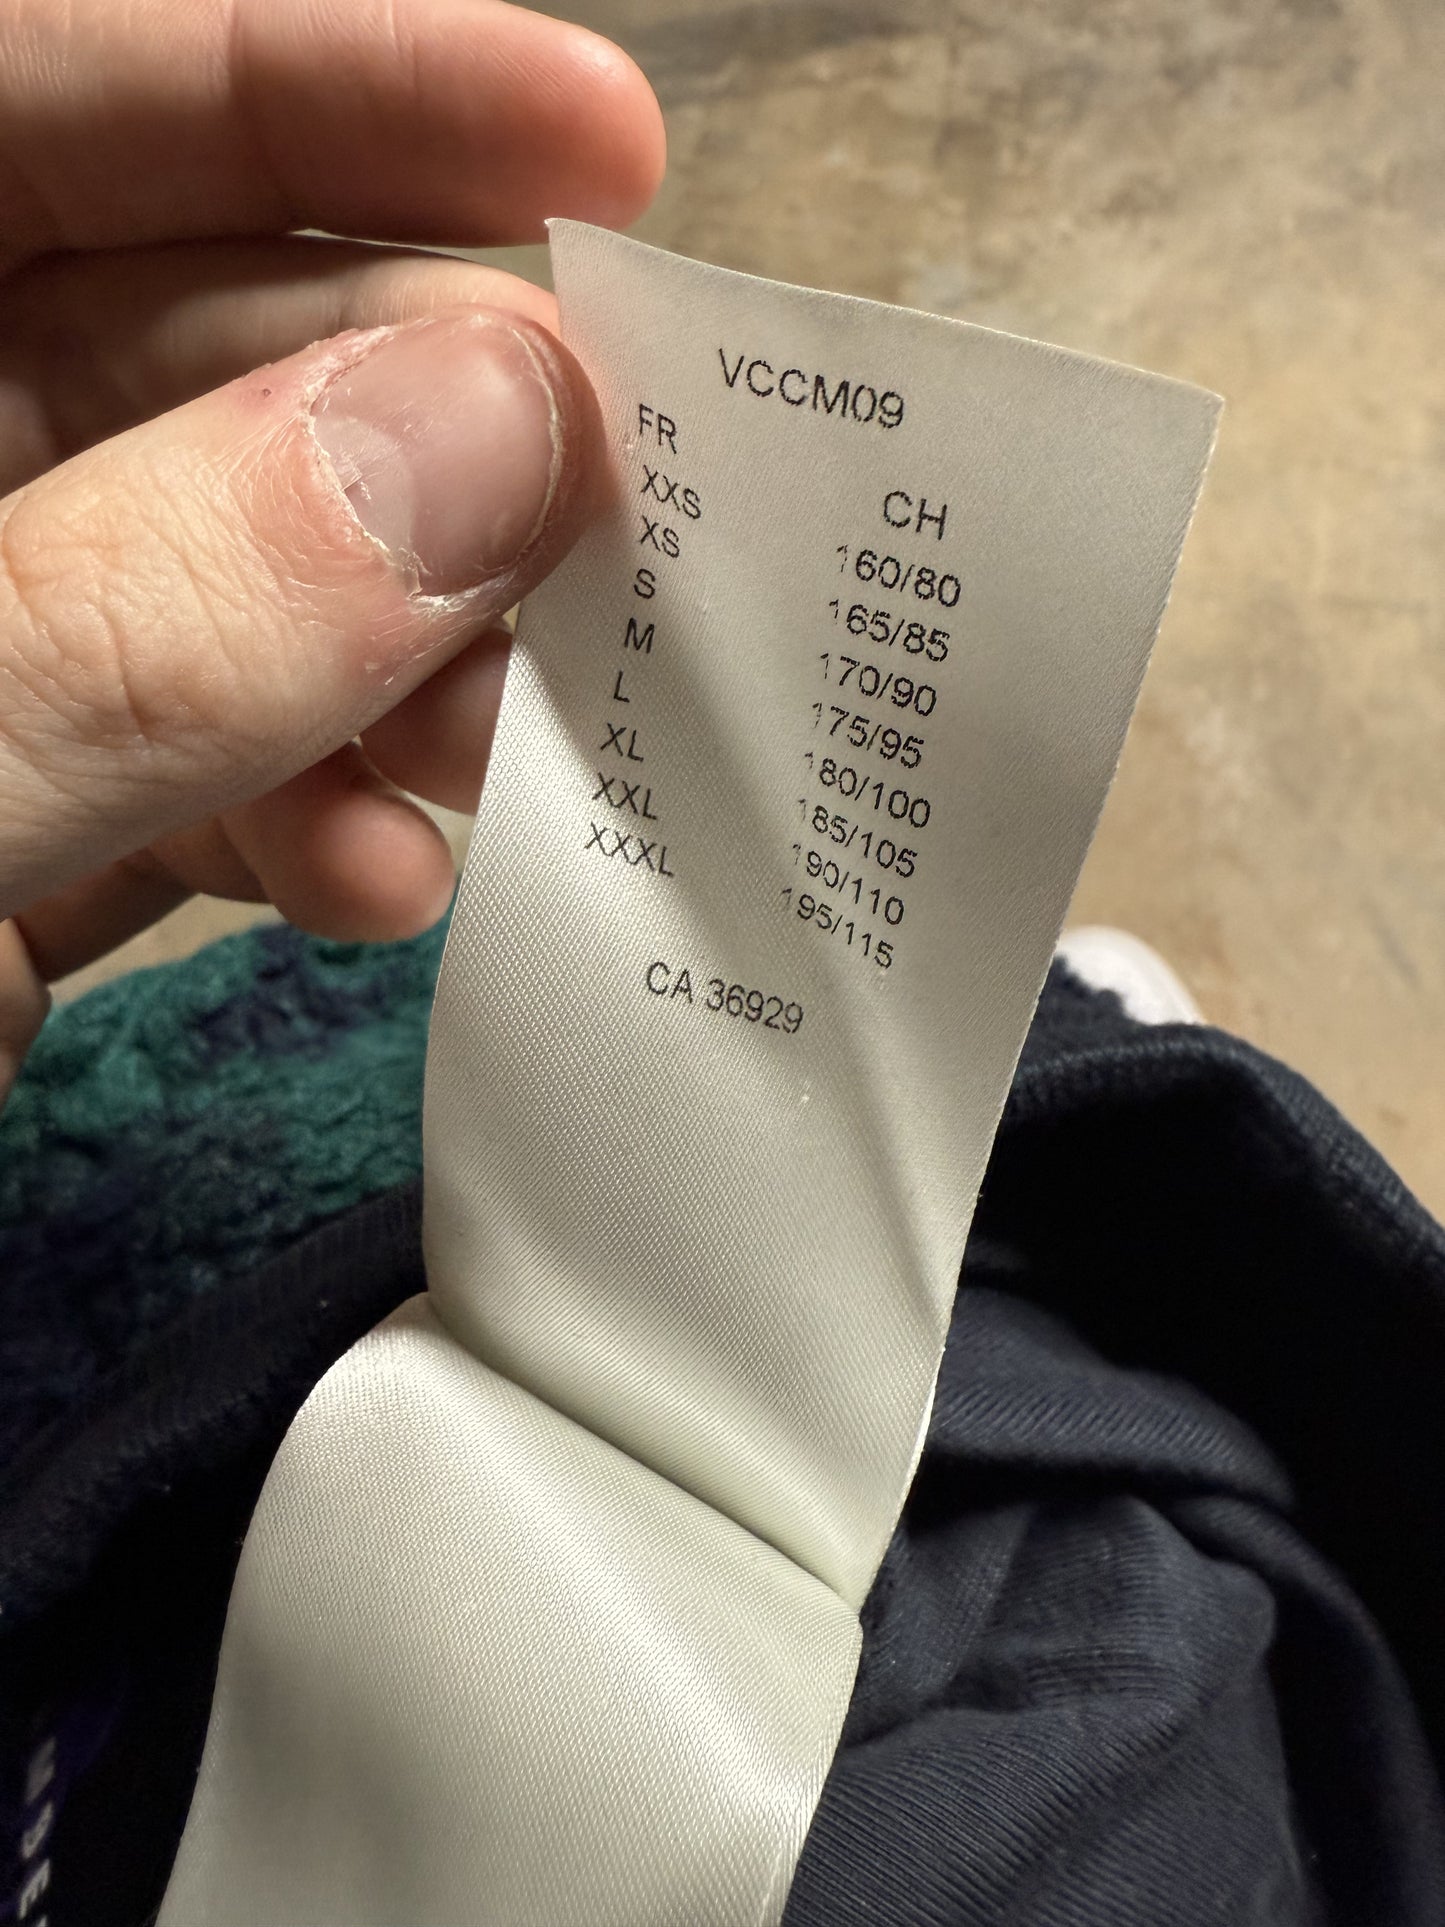 VCCM09
FR CH
XXS 160/80
XS 165/85
S 170/90
M 175/95
L 180/100
XL 185/105
XXL 190/110
XXXL 195/115
CA 36929